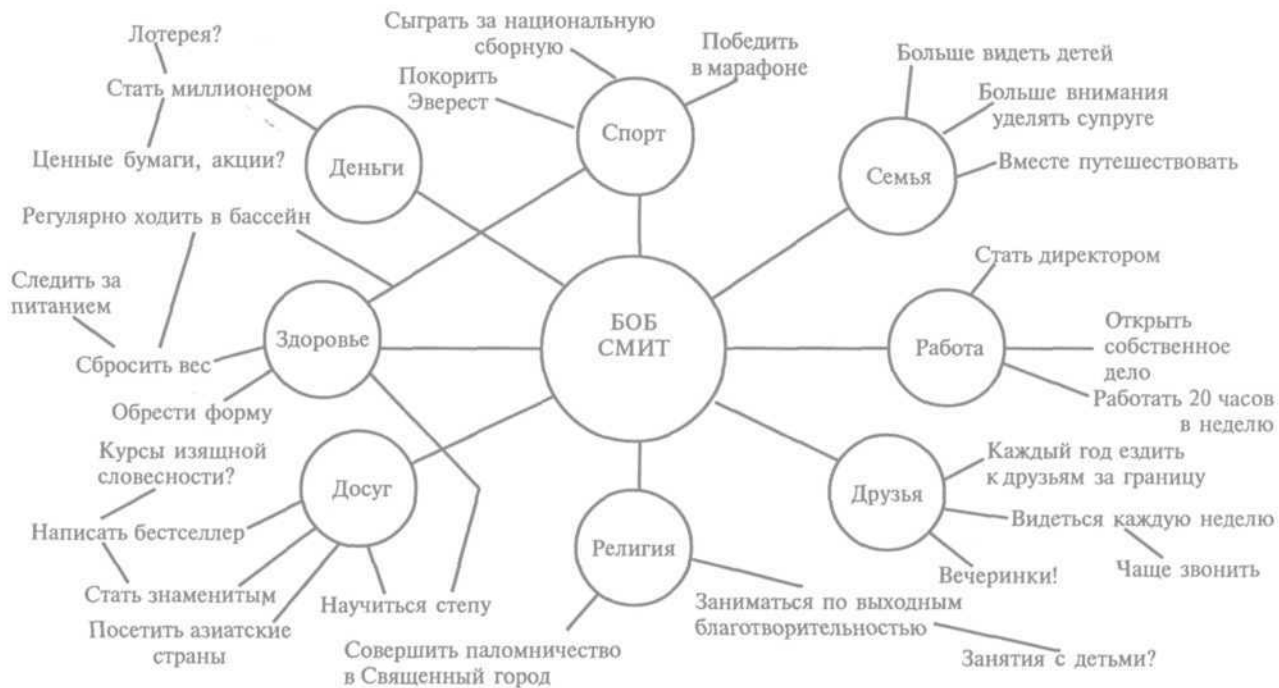 Лотерея?
Стать миллионером
Ценные бумаги, акции?
Деньги
Сыграть за национальную
сборную
Покорить
Эверест
Победить
в марафоне
Спорт
Больше видеть детей
Больше внимания
уделять супруге
Вместе путешествовать
Семья
Регулярно ходить в бассейн
Следить за
питанием
Сбросить вес
Обрести форму
Здоровье
БОБ
СМИТ
Стать директором
Работа
Открыть
собственное
дело
Работать 20 часов
в неделю
Курсы изящной
словесности?
Написать бестселлер
Стать знаменитым
Посетить азиатские
страны
Досуг
Научиться степу
Религия
Совершить паломничество
в Священный город
Заниматься по выходным
благотворительностью
Занятия с детьми?
Друзья
Каждый год ездить
к друзьям за границу
Видеться каждую неделю
Чаще звонить
Вечеринки!